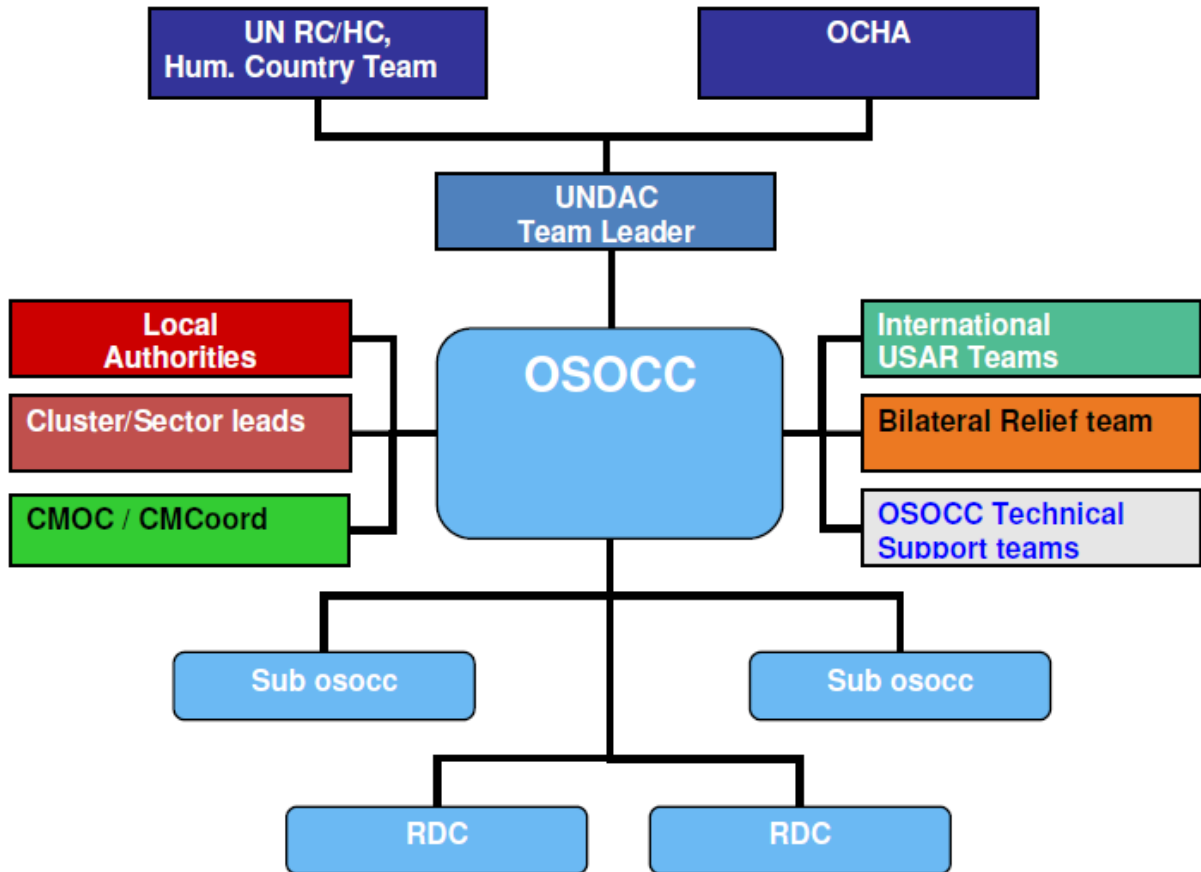 UN RC/HC,
Hum. Country Team
OCHA
UNDAC
Team Leader
Local
Authorities
Cluster/Sector leads
CMOC / CMCoord
OSOCC
International
USAR Teams
Bilateral Relief team
OSOCC Technical
Support teams
Sub osocc
Sub osocc
RDC
RDC